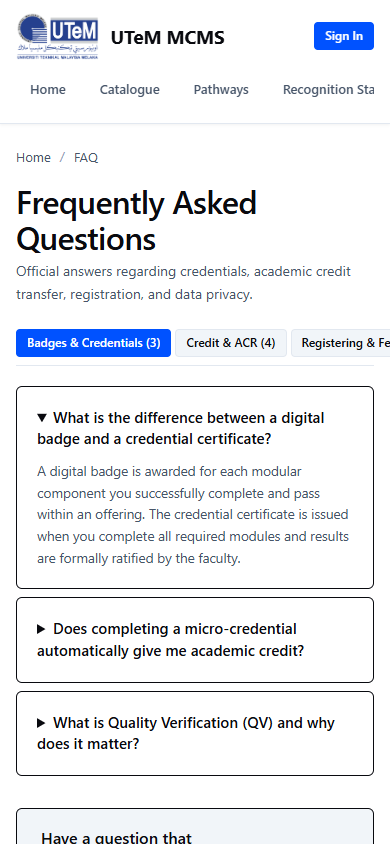 UTeM
اونيۏرسيتي تيكنيكل مليسيا ملاك
UNIVERSITI TEKNIKAL MALAYSIA MELAKA
UTeM MCMS
Sign In
Home
Catalogue
Pathways
Recognition Sta
Home / FAQ
Frequently Asked
Questions
Official answers regarding credentials, academic credit
transfer, registration, and data privacy.
Badges & Credentials (3)
Credit & ACR (4)
Registering & Fe
▼ What is the difference between a digital
badge and a credential certificate?
A digital badge is awarded for each modular
component you successfully complete and pass
within an offering. The credential certificate is issued
when you complete all required modules and results
are formally ratified by the faculty.
▶ Does completing a micro-credential
automatically give me academic credit?
▶ What is Quality Verification (QV) and why
does it matter?
Have a question that